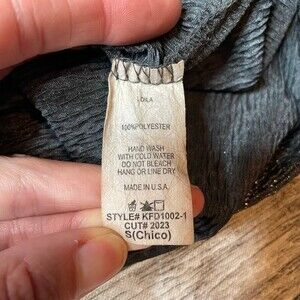 100%POLYESTER
HAND WASH
WITH COLD WATER
DO NOT BLEACH
HANG OR LINE DRY
MADE IN U.S.A.
STYLE# KFD1002-1
CUT# 2023
S(Chico)